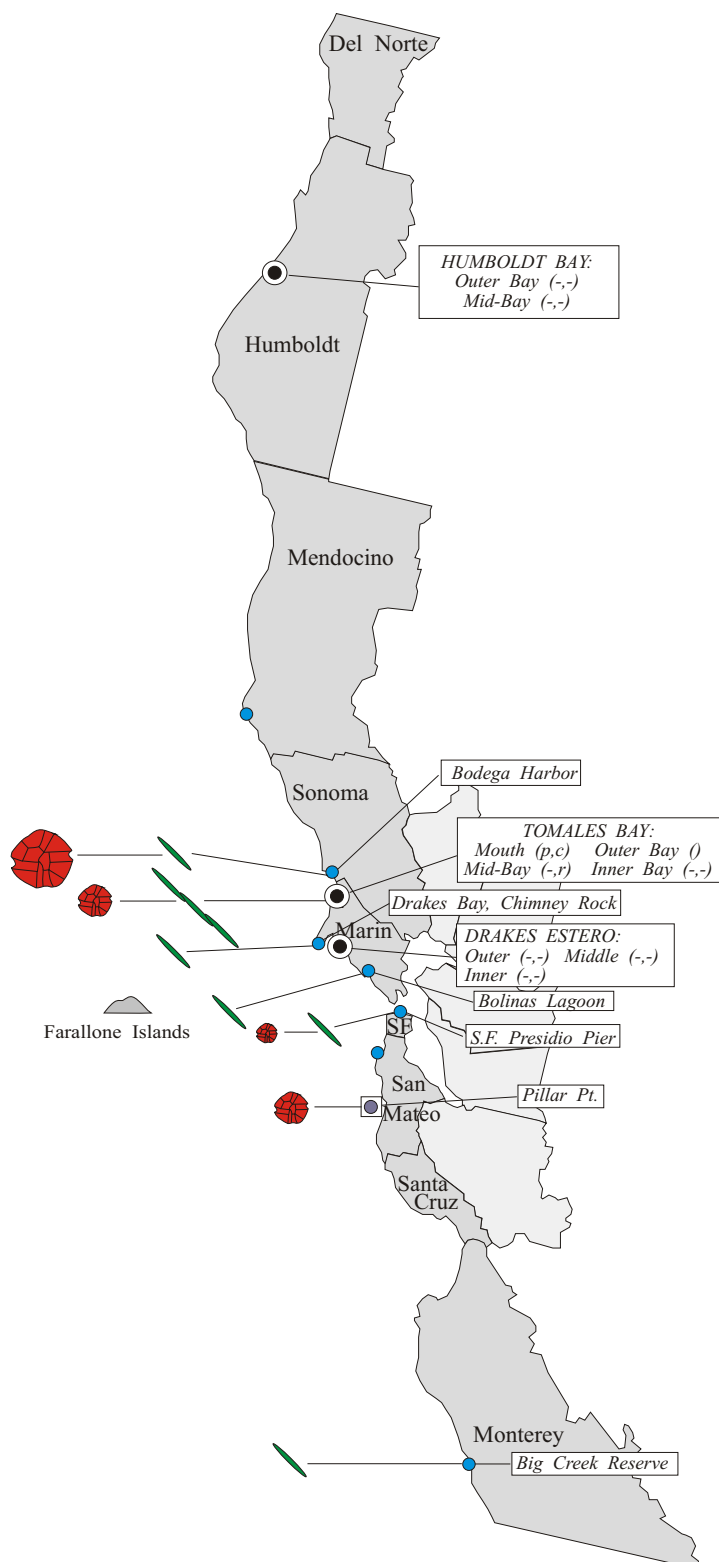 Del Norte
HUMBOLDT BAY:
Outer Bay (-,-)
Mid-Bay (-,-)
Humboldt
Mendocino
Bodega Harbor
Sonoma
TOMALES BAY:
Mouth (p,c) Outer Bay ()
Mid-Bay (-,r) Inner Bay (-,-)
Drakes Bay, Chimney Rock
Marin
DRAKES ESTERO:
Outer (-,-) Middle (-,-)
Inner (-,-)
Bolinas Lagoon
Farallone Islands
SF
S.F. Presidio Pier
San
Mateo
Pillar Pt.
Santa
Cruz
Monterey
Big Creek Reserve